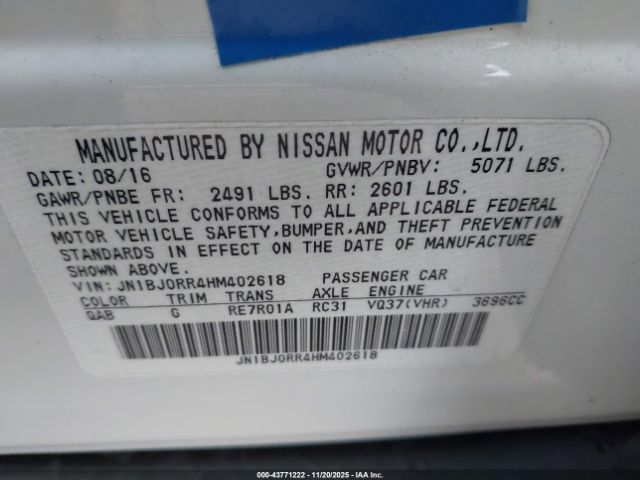 MANUFACTURED BY NISSAN MOTOR CO.,LTD.
DATE: 08/16 GVWR/PNBV: 5071 LBS.
GAWR/PNBE FR: 2491 LBS. RR: 2601 LBS.
THIS VEHICLE CONFORMS TO ALL APPLICABLE FEDERAL
MOTOR VEHICLE SAFETY,BUMPER,AND THEFT PREVENTION
STANDARDS IN EFFECT ON THE DATE OF MANUFACTURE
SHOWN ABOVE.
VIN: JN1BJ0RR4HM402618 PASSENGER CAR
COLOR TRIM TRANS AXLE ENGINE
QAB G RE7R01A RC31 VQ37(VHR) 3696CC
JN1BJ0RR4HM402618
000-43771222 - 11/20/2025 - IAAI.COM